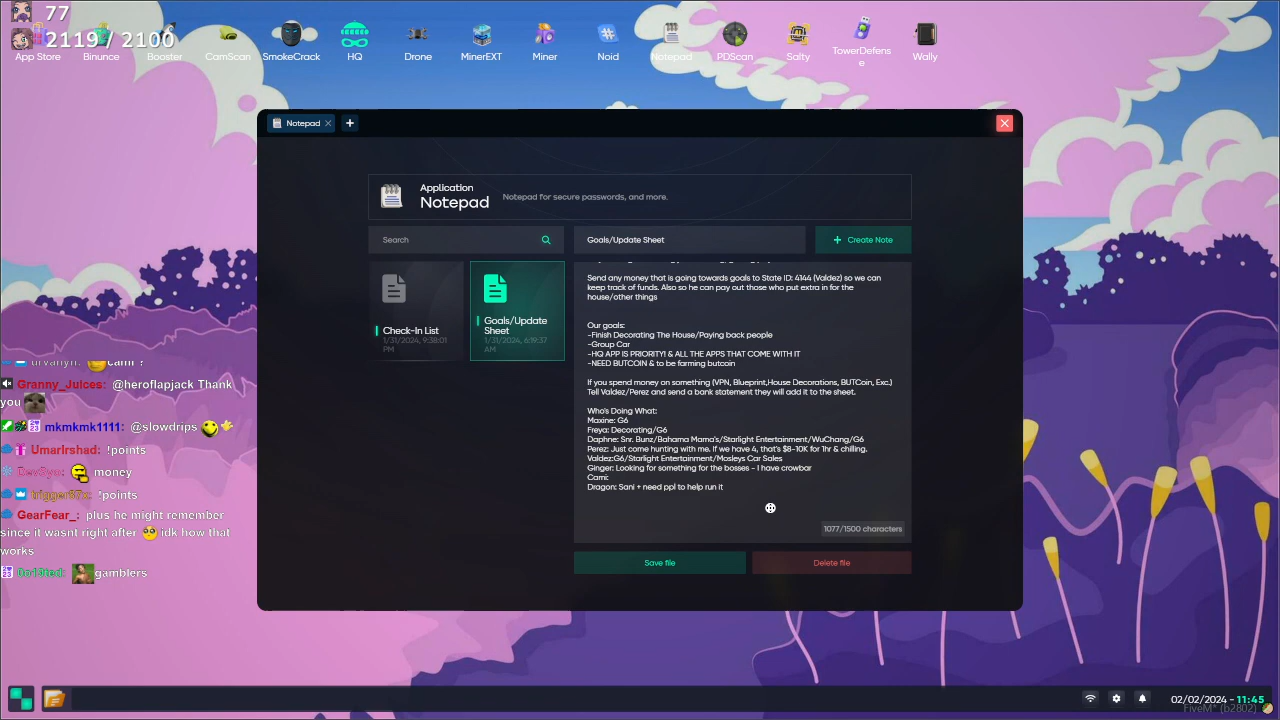 77
2119 / 2100
App Store
Binunce
Booster
CamScan
SmokeCrack
HQ
Drone
MinerEXT
Miner
Noid
Notepad
PDScan
Salty
TowerDefens
e
Wally
Notepad
Application
Notepad
Notepad for secure passwords, and more.
Search
Goals/Update Sheet
Create Note
Check-In List
1/31/2024, 9:38:01
PM
Goals/Update
Sheet
1/31/2024, 6:19:37
AM
Send any money that is going towards goals to State ID: 4144 (Valdez) so we can
keep track of funds. Also so he can pay out those who put extra in for the
house/other things
Our goals:
-Finish Decorating The House/Paying back people
-Group Car
-HQ APP IS PRIORITY! & ALL THE APPS THAT COME WITH IT
-NEED BUTCOIN & to be farming butcoin
If you spend money on something (VPN, Blueprint,House Decorations, BUTCoin, Exc.)
Tell Valdez/Perez and send a bank statement they will add it to the sheet.
Who's Doing What:
Maxine: G6
Freya: Decorating/G6
Daphne: Snr. Bunz/Bahama Mama's/Starlight Entertainment/WuChang/G6
Perez: Just come hunting with me. If we have 4, that's $8-10K for 1hr & chilling.
Valdez:G6/Starlight Entertainment/Mosleys Car Sales
Ginger: Looking for something for the bosses - I have crowbar
Cami:
Dragon: Sani + need ppl to help run it
1077/1500 characters
Save file
Delete file
cami ?
Granny_Juices: @heroflapjack Thank
you
mkmkmk1111: @slowdrips
UmarIrshad: !points
money
!points
GearFear_: plus he might remember
since it wasnt right after idk how that
works
gamblers
02/02/2024 - 11:45
FiveM* (b2802)